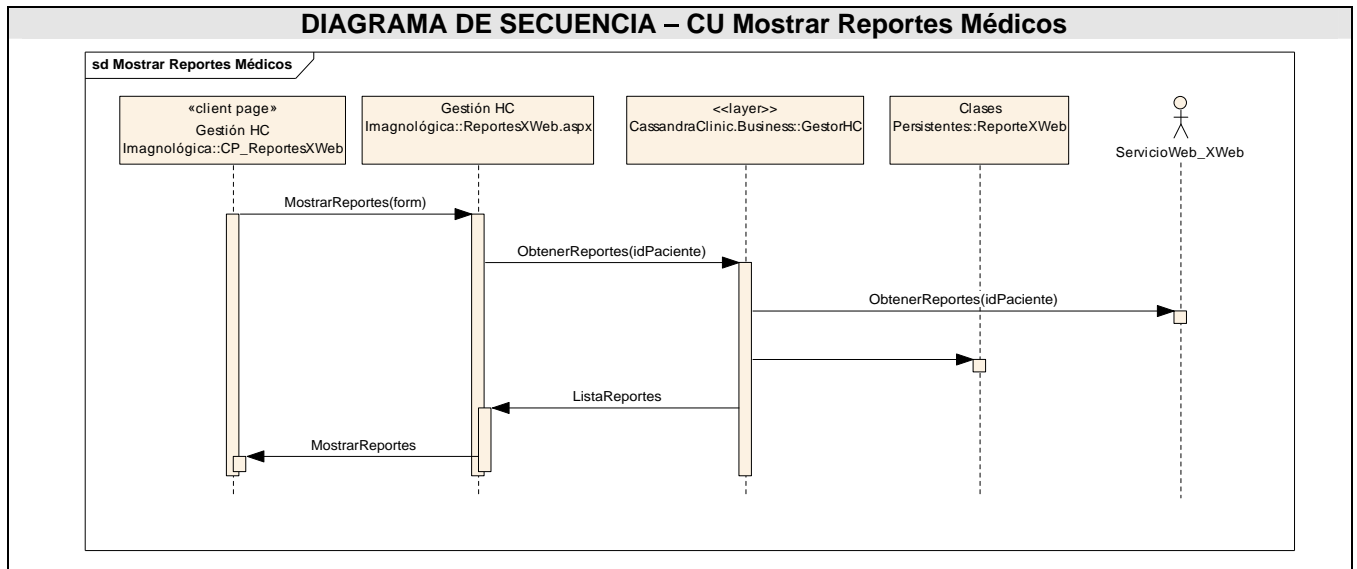 DIAGRAMA DE SECUENCIA – CU Mostrar Reportes Médicos
sd Mostrar Reportes Médicos
«client page»
Gestión HC
Imagnológica::CP_ReportesXWeb
Gestión HC
Imagnológica::ReportesXWeb.aspx
<<layer>>
CassandraClinic.Business::GestorHC
Clases
Persistentes::ReporteXWeb
ServicioWeb_XWeb
MostrarReportes(form)
ObtenerReportes(idPaciente)
ObtenerReportes(idPaciente)
ListaReportes
MostrarReportes